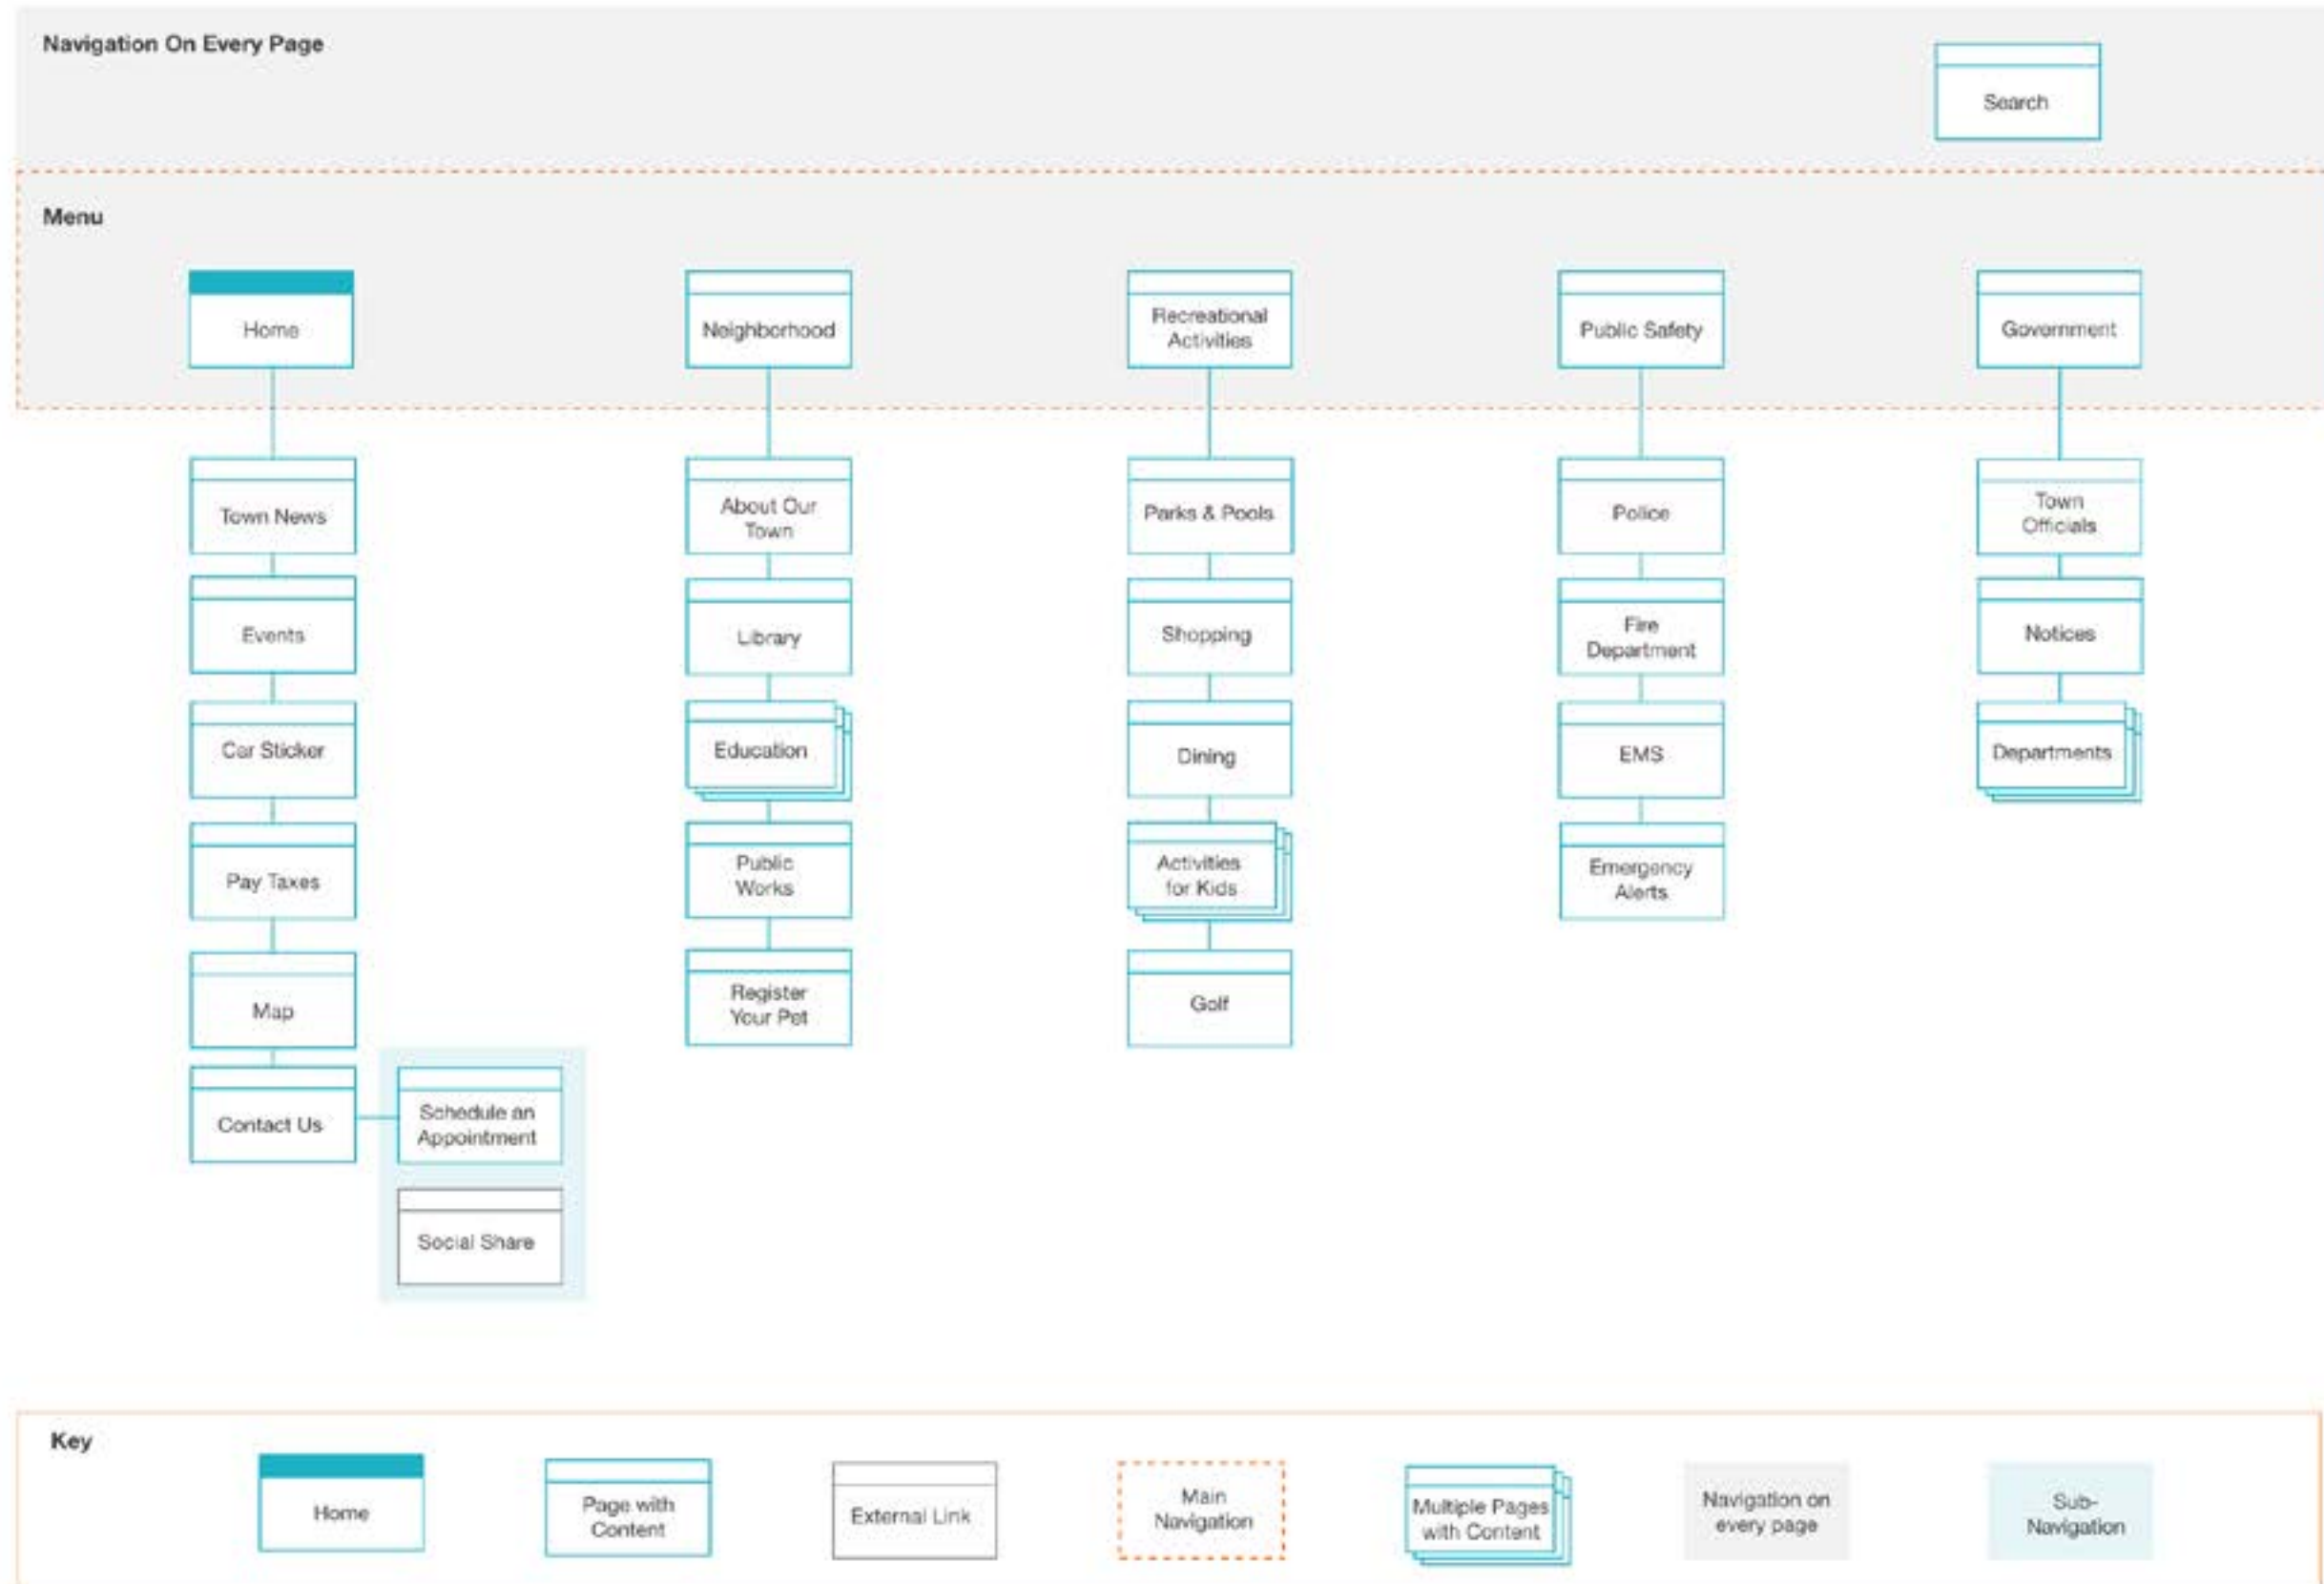 Navigation On Every Page
Search
Menu
Home
Neighborhood
Recreational
Activities
Public Safety
Government
Town News
Events
Car Sticker
Pay Taxes
Map
Contact Us
Schedule an
Appointment
Social Share
About Our
Town
Library
Education
Public
Works
Register
Your Pet
Parks & Pools
Shopping
Dining
Activities
for Kids
Golf
Police
Fire
Department
EMS
Emergency
Alerts
Town
Officials
Notices
Departments
Key
Home
Page with
Content
External Link
Main
Navigation
Multiple Pages
with Content
Navigation on
every page
Sub-
Navigation